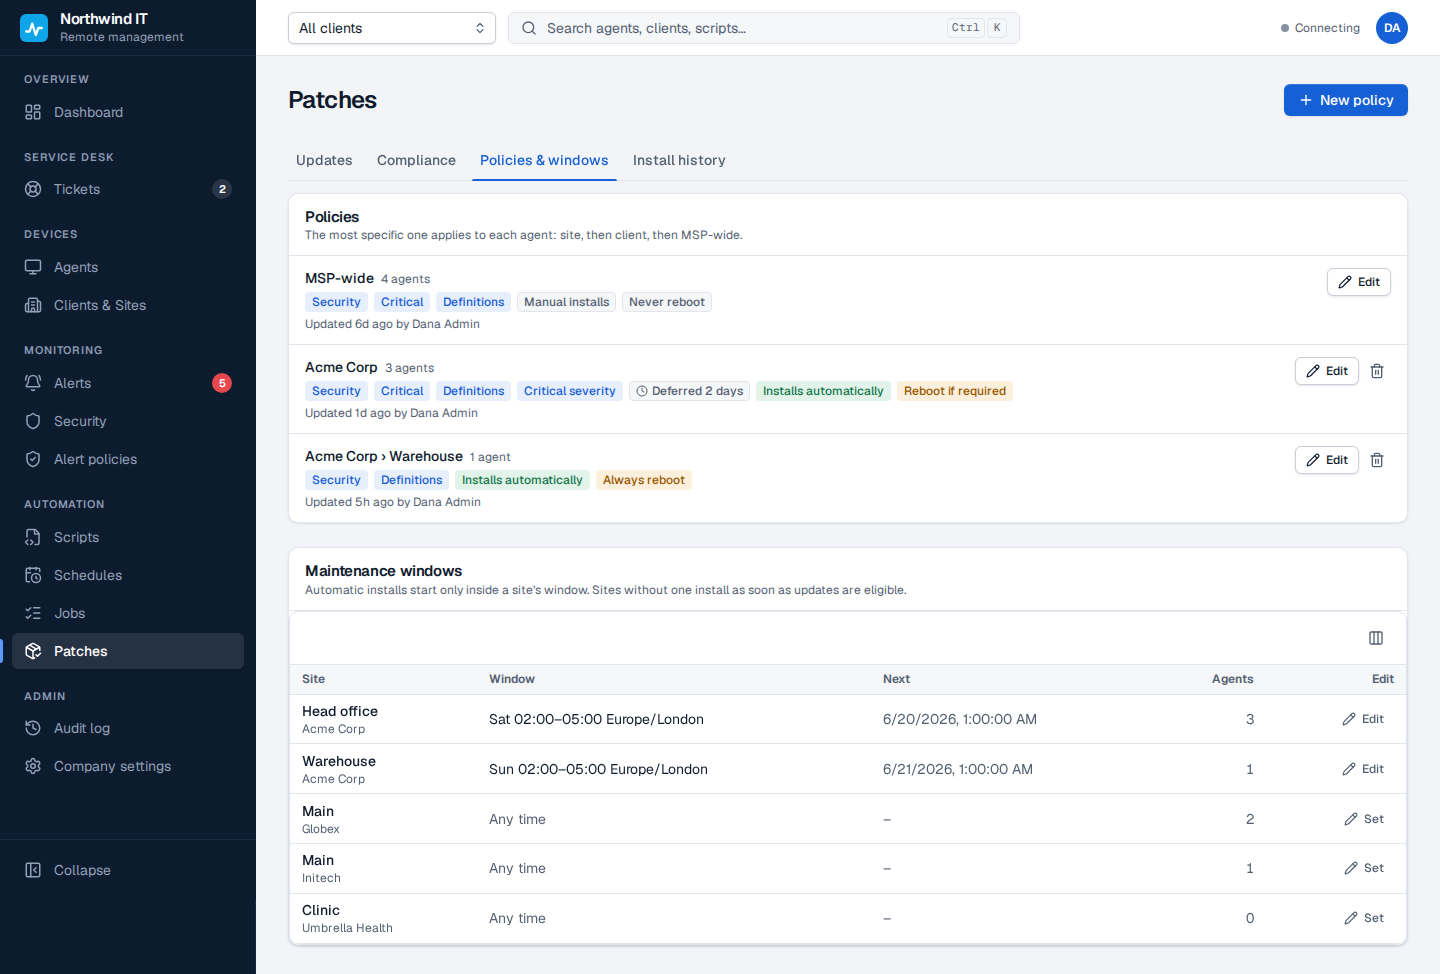 Northwind IT
Remote management
OVERVIEW
Dashboard
SERVICE DESK
Tickets 2
DEVICES
Agents
Clients & Sites
MONITORING
Alerts 5
Security
Alert policies
AUTOMATION
Scripts
Schedules
Jobs
Patches
ADMIN
Audit log
Company settings
Collapse
All clients
Search agents, clients, scripts… Ctrl K
Connecting DA
Patches
New policy
Updates Compliance Policies & windows Install history
Policies
The most specific one applies to each agent: site, then client, then MSP-wide.
MSP-wide 4 agents
Edit
Security Critical Definitions Manual installs Never reboot
Updated 6d ago by Dana Admin
Acme Corp 3 agents
Edit
Security Critical Definitions Critical severity Deferred 2 days Installs automatically Reboot if required
Updated 1d ago by Dana Admin
Acme Corp › Warehouse 1 agent
Edit
Security Definitions Installs automatically Always reboot
Updated 5h ago by Dana Admin
Maintenance windows
Automatic installs start only inside a site’s window. Sites without one install as soon as updates are eligible.
Site Window Next Agents Edit
Head office
Acme Corp
Sat 02:00–05:00 Europe/London 6/20/2026, 1:00:00 AM 3 Edit
Warehouse
Acme Corp
Sun 02:00–05:00 Europe/London 6/21/2026, 1:00:00 AM 1 Edit
Main
Globex
Any time – 2 Set
Main
Initech
Any time – 1 Set
Clinic
Umbrella Health
Any time – 0 Set